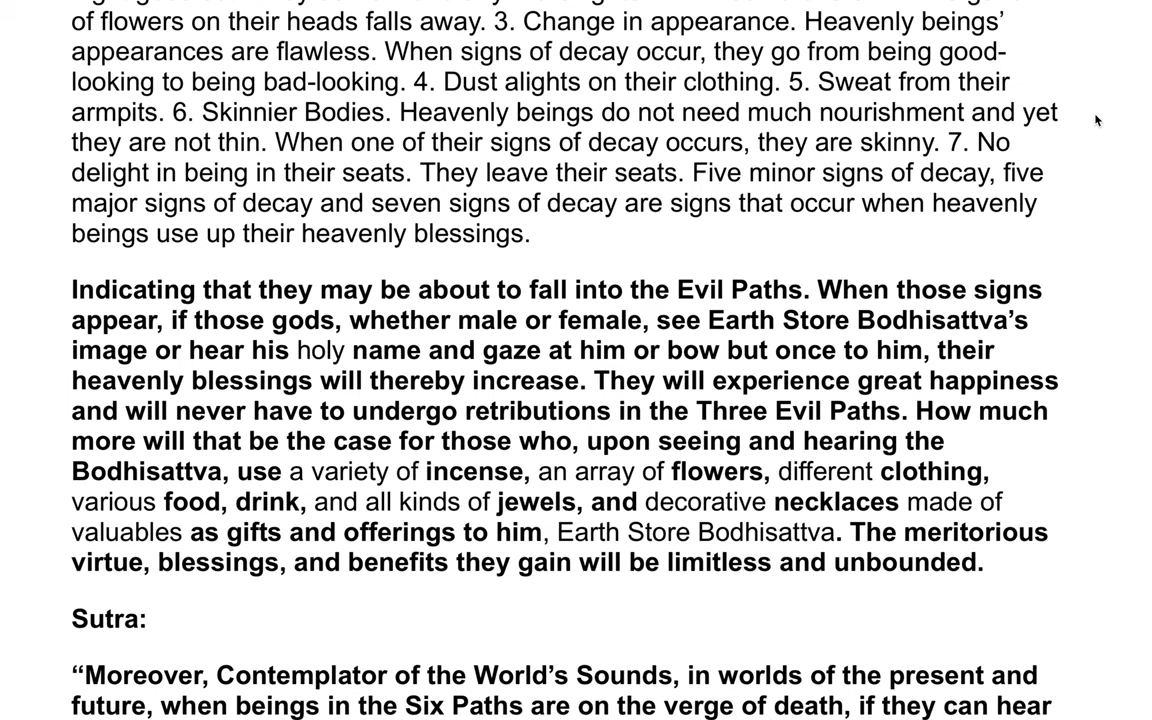 of flowers on their heads falls away. 3. Change in appearance. Heavenly beings’
appearances are flawless. When signs of decay occur, they go from being good-
looking to being bad-looking. 4. Dust alights on their clothing. 5. Sweat from their
armpits. 6. Skinnier Bodies. Heavenly beings do not need much nourishment and yet
they are not thin. When one of their signs of decay occurs, they are skinny. 7. No
delight in being in their seats. They leave their seats. Five minor signs of decay, five
major signs of decay and seven signs of decay are signs that occur when heavenly
beings use up their heavenly blessings.
Indicating that they may be about to fall into the Evil Paths. When those signs
appear, if those gods, whether male or female, see Earth Store Bodhisattva’s
image or hear his holy name and gaze at him or bow but once to him, their
heavenly blessings will thereby increase. They will experience great happiness
and will never have to undergo retributions in the Three Evil Paths. How much
more will that be the case for those who, upon seeing and hearing the
Bodhisattva, use a variety of incense, an array of flowers, different clothing,
various food, drink, and all kinds of jewels, and decorative necklaces made of
valuables as gifts and offerings to him, Earth Store Bodhisattva. The meritorious
virtue, blessings, and benefits they gain will be limitless and unbounded.
Sutra:
“Moreover, Contemplator of the World’s Sounds, in worlds of the present and
future, when beings in the Six Paths are on the verge of death, if they can hear